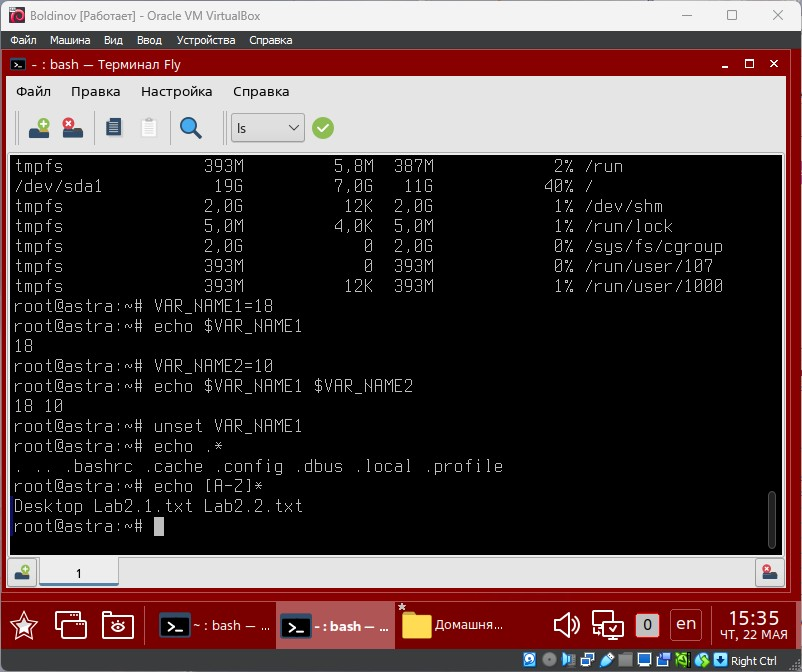 Boldinov [Работает] - Oracle VM VirtualBox
Файл Машина Вид Ввод Устройства Справка
- : bash — Терминал Fly
Файл Правка Настройка Справка
ls
tmpfs 393M 5,8M 387M 2% /run
/dev/sda1 19G 7,0G 11G 40% /
tmpfs 2,0G 12K 2,0G 1% /dev/shm
tmpfs 5,0M 4,0K 5,0M 1% /run/lock
tmpfs 2,0G 0 2,0G 0% /sys/fs/cgroup
tmpfs 393M 0 393M 0% /run/user/107
tmpfs 393M 12K 393M 1% /run/user/1000
root@astra:~# VAR_NAME1=18
root@astra:~# echo $VAR_NAME1
18
root@astra:~# VAR_NAME2=10
root@astra:~# echo $VAR_NAME1 $VAR_NAME2
18 10
root@astra:~# unset VAR_NAME1
root@astra:~# echo .*
. .. .bashrc .cache .config .dbus .local .profile
root@astra:~# echo [A-Z]*
Desktop Lab2.1.txt Lab2.2.txt
root@astra:~#
1
~ : bash — ...
- : bash — ...
* Домашня...
0
en
15:35
ЧТ, 22 МАЯ
Right Ctrl